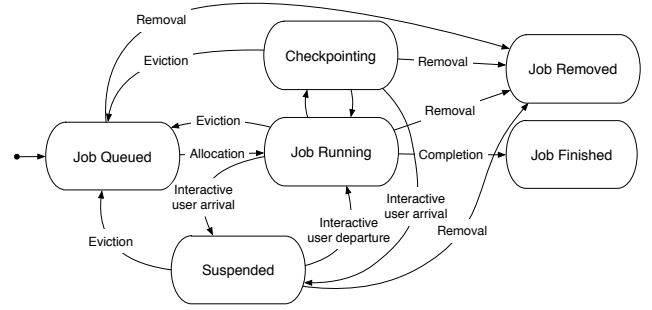 Removal
Checkpointing
Eviction
Removal
Job Removed
Removal
Eviction
Job Queued
Allocation
Job Running
Completion
Job Finished
Interactive
user arrival
Interactive
user departure
Interactive
user arrival
Removal
Eviction
Suspended